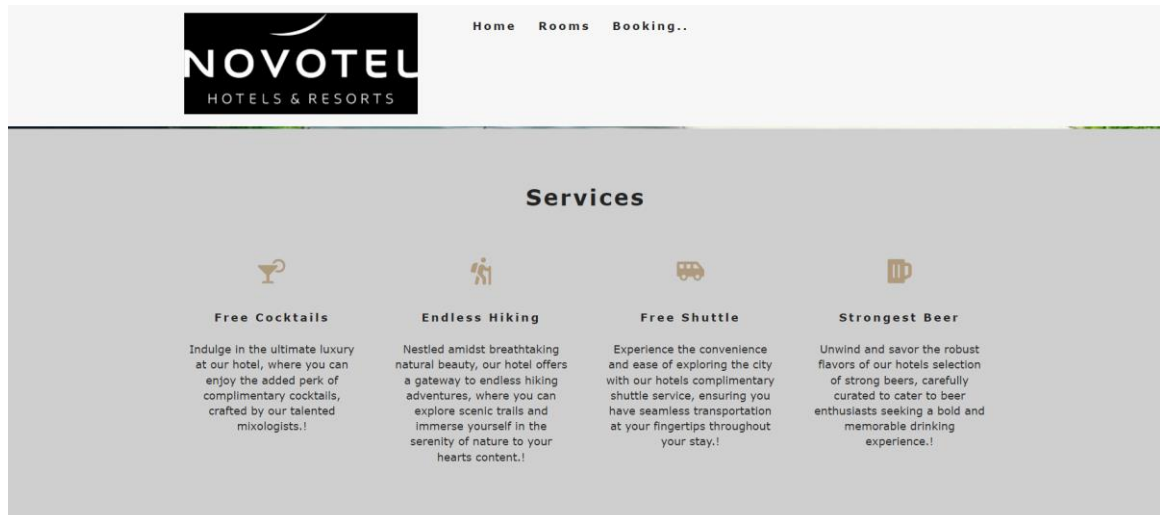 NOVOTEL
HOTELS & RESORTS
Home Rooms Booking..
Services
Free Cocktails
Indulge in the ultimate luxury
at our hotel, where you can
enjoy the added perk of
complimentary cocktails,
crafted by our talented
mixologists.!
Endless Hiking
Nestled amidst breathtaking
natural beauty, our hotel offers
a gateway to endless hiking
adventures, where you can
explore scenic trails and
immerse yourself in the
serenity of nature to your
hearts content.!
Free Shuttle
Experience the convenience
and ease of exploring the city
with our hotels complimentary
shuttle service, ensuring you
have seamless transportation
at your fingertips throughout
your stay.!
Strongest Beer
Unwind and savor the robust
flavors of our hotels selection
of strong beers, carefully
curated to cater to beer
enthusiasts seeking a bold and
memorable drinking
experience.!